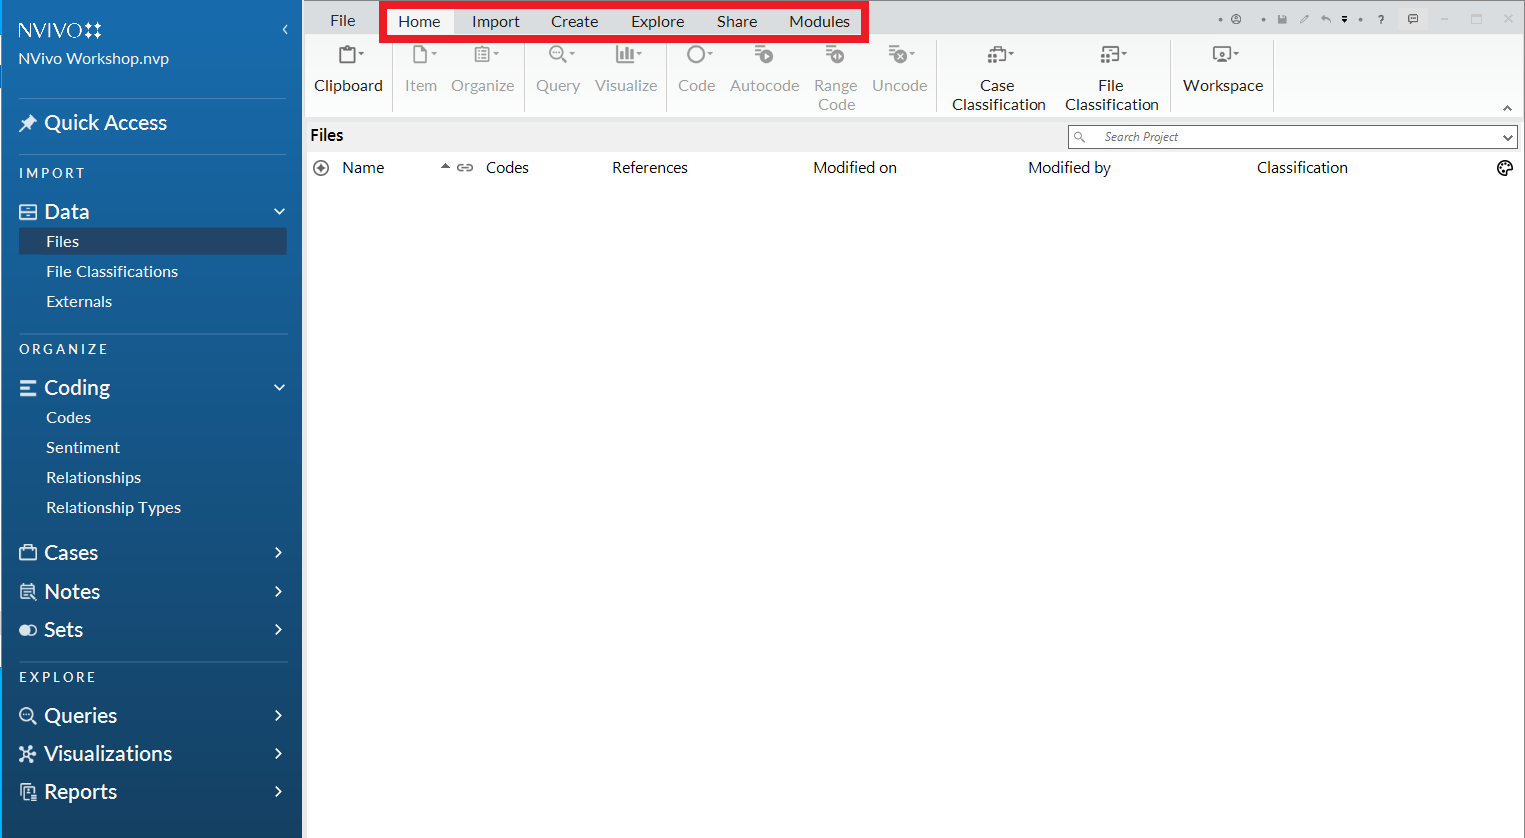 NVIVO
NVivo Workshop.nvp
Quick Access
IMPORT
Data
Files
File Classifications
Externals
ORGANIZE
Coding
Codes
Sentiment
Relationships
Relationship Types
Cases
Notes
Sets
EXPLORE
Queries
Visualizations
Reports
File Home Import Create Explore Share Modules ?
Clipboard Item Organize Query Visualize Code Autocode Range Code Uncode Case Classification File Classification Workspace
Files Search Project
Name Codes References Modified on Modified by Classification